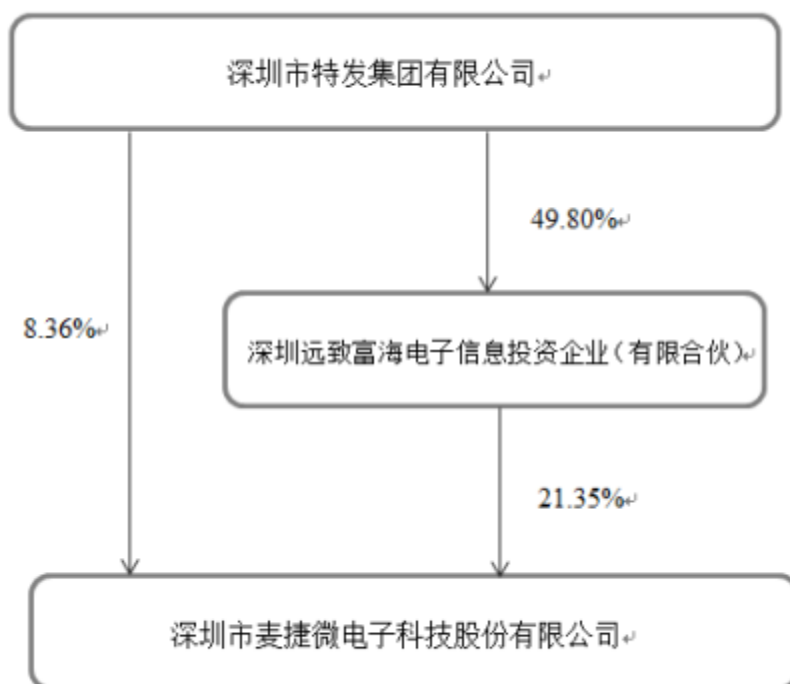 深圳市特发集团有限公司
49.80%
8.36%
深圳远致富海电子信息投资企业（有限合伙）
21.35%
深圳市麦捷微电子科技股份有限公司